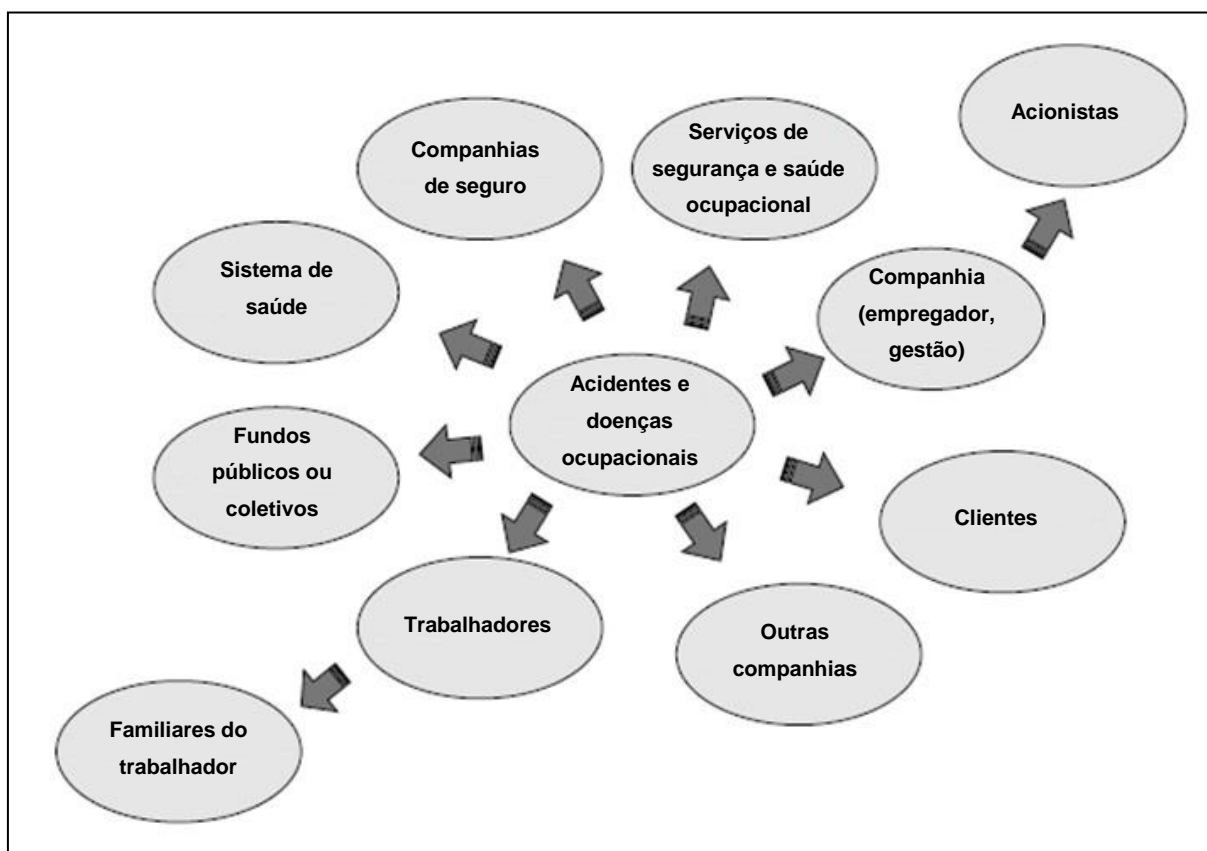 Acionistas
Serviços de
segurança e saúde
ocupacional
Companhias
de seguro
Sistema de
saúde
Companhia
(empregador,
gestão)
Acidentes e
doenças
ocupacionais
Fundos
públicos ou
coletivos
Clientes
Trabalhadores
Outras
companhias
Familiares do
trabalhador